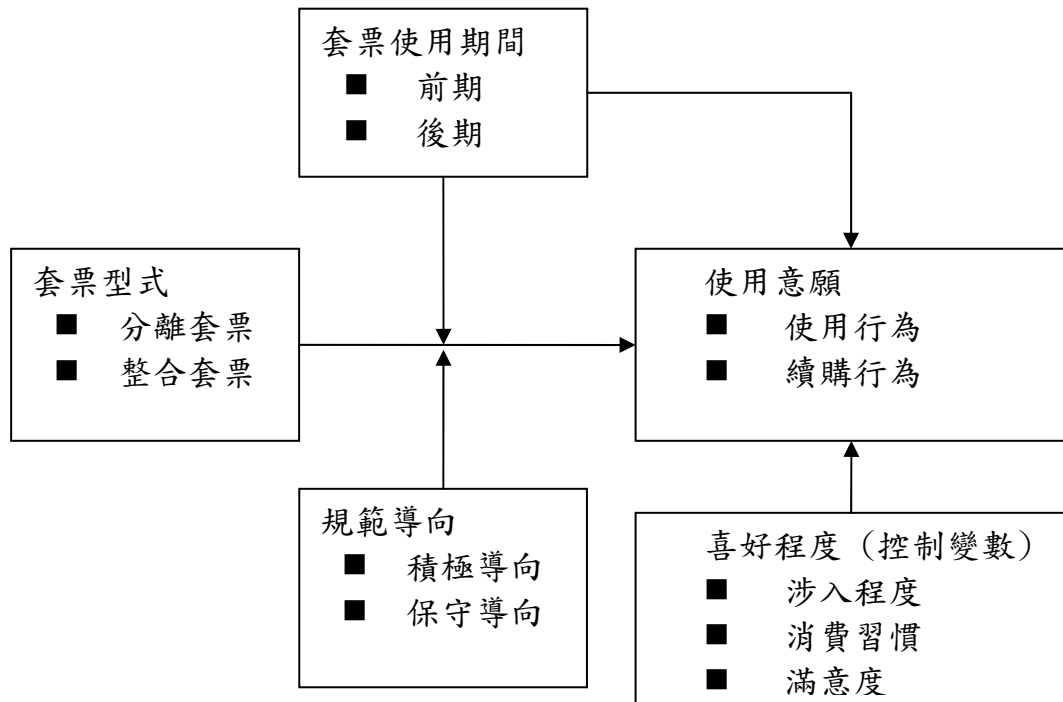 套票使用期間
■ 前期
■ 後期
套票型式
■ 分離套票
■ 整合套票
使用意願
■ 使用行為
■ 續購行為
規範導向
■ 積極導向
■ 保守導向
喜好程度（控制變數）
■ 涉入程度
■ 消費習慣
■ 滿意度